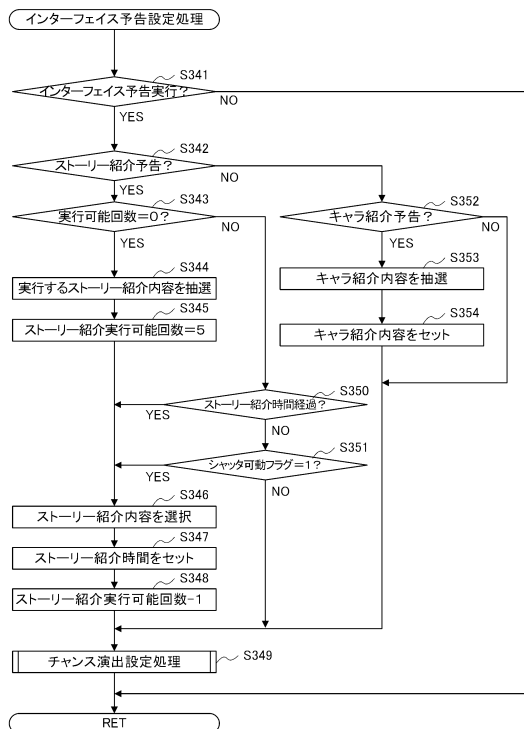 インターフェイス予告設定処理
S341
インターフェイス予告実行？
NO
YES
S342
ストーリー紹介予告？
NO
YES
S343
実行可能回数=0？
NO
YES
S352
キャラ紹介予告？
YES
NO
S344
実行するストーリー紹介内容を抽選
S353
キャラ紹介内容を抽選
S345
ストーリー紹介実行可能回数=5
S354
キャラ紹介内容をセット
S350
ストーリー紹介時間経過？
YES
NO
S351
シャッタ可動フラグ=1？
YES
NO
S346
ストーリー紹介内容を選択
S347
ストーリー紹介時間をセット
S348
ストーリー紹介実行可能回数-1
S349
チャンス演出設定処理
RET